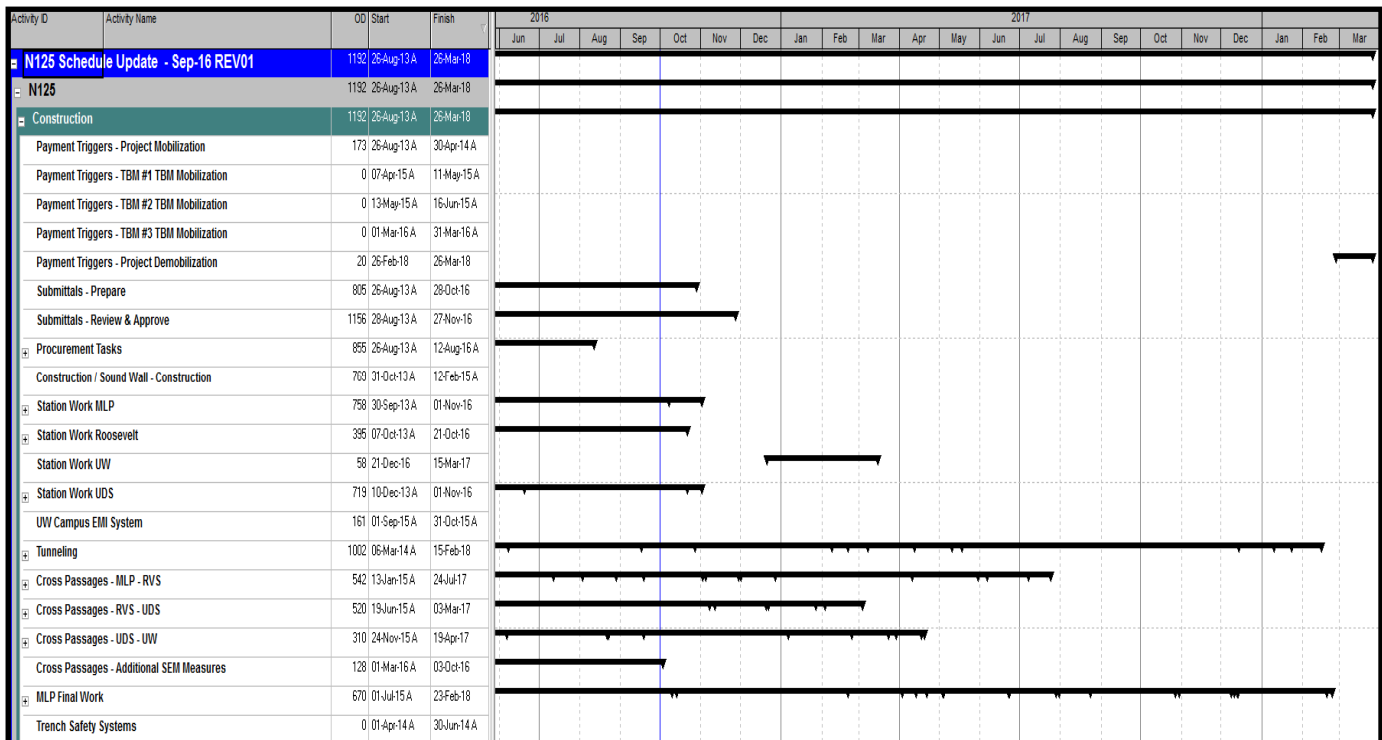 Activity ID Activity Name OD Start Finish 2016 2017
Jun Jul Aug Sep Oct Nov Dec Jan Feb Mar Apr May Jun Jul Aug Sep Oct Nov Dec Jan Feb Mar
N125 Schedule Update - Sep-16 REV01 1192 26-Aug-13 A 26-Mar-18
N125 1192 26-Aug-13 A 26-Mar-18
Construction 1192 26-Aug-13 A 26-Mar-18
Payment Triggers - Project Mobilization 173 26-Aug-13 A 30-Apr-14 A
Payment Triggers - TBM #1 TBM Mobilization 0 07-Apr-15 A 11-May-15 A
Payment Triggers - TBM #2 TBM Mobilization 0 13-May-15 A 16-Jun-15 A
Payment Triggers - TBM #3 TBM Mobilization 0 01-Mar-16 A 31-Mar-16 A
Payment Triggers - Project Demobilization 20 26-Feb-18 26-Mar-18
Submittals - Prepare 805 26-Aug-13 A 28-Oct-16
Submittals - Review & Approve 1156 28-Aug-13 A 27-Nov-16
Procurement Tasks 855 26-Aug-13 A 12-Aug-16 A
Construction / Sound Wall - Construction 769 31-Oct-13 A 12-Feb-15 A
Station Work MLP 758 30-Sep-13 A 01-Nov-16
Station Work Roosevelt 395 07-Oct-13 A 21-Oct-16
Station Work UW 58 21-Dec-16 15-Mar-17
Station Work UDS 719 10-Dec-13 A 01-Nov-16
UW Campus EMI System 161 01-Sep-15 A 31-Oct-15 A
Tunneling 1002 06-Mar-14 A 15-Feb-18
Cross Passages - MLP - RVS 542 13-Jan-15 A 24-Jul-17
Cross Passages - RVS - UDS 520 19-Jun-15 A 03-Mar-17
Cross Passages - UDS - UW 310 24-Nov-15 A 19-Apr-17
Cross Passages - Additional SEM Measures 128 01-Mar-16 A 03-Oct-16
MLP Final Work 670 01-Jul-15 A 23-Feb-18
Trench Safety Systems 0 01-Apr-14 A 30-Jun-14 A